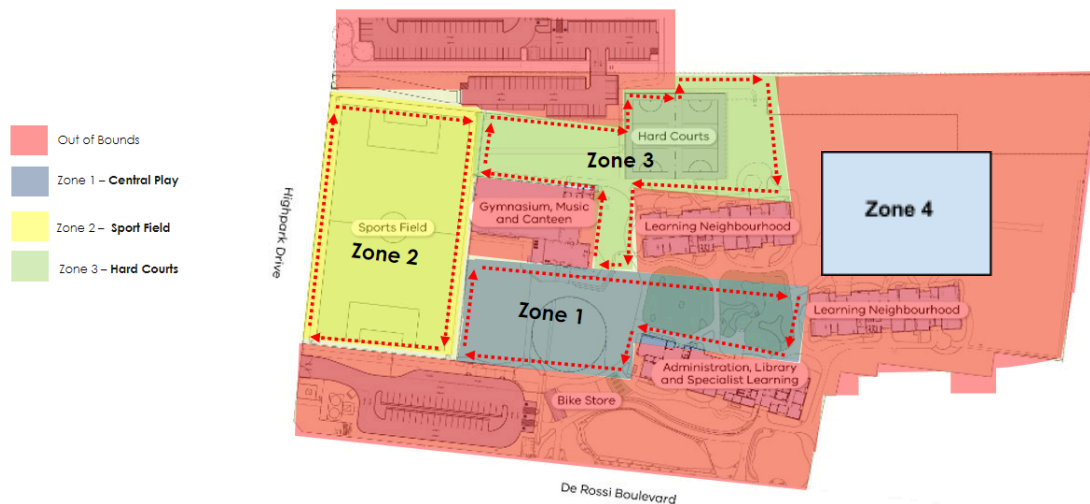 Out of Bounds
Zone 1 – Central Play
Zone 2 – Sport Field
Zone 3 – Hard Courts
Highpark Drive
Hard Courts
Zone 3
Gymnasium, Music
and Canteen
Sports Field
Zone 2
Learning Neighbourhood
Zone 4
Zone 1
Learning Neighbourhood
Administration, Library
and Specialist Learning
Bike Store
De Rossi Boulevard